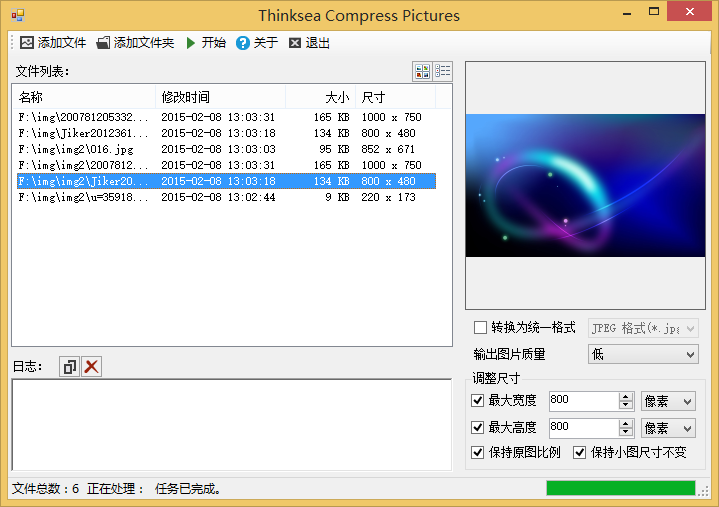 Thinksea Compress Pictures
添加文件 添加文件夹 开始 关于 退出
文件列表：
名称 修改时间 大小 尺寸
F:\img\200781205332... 2015-02-08 13:03:31 165 KB 1000 x 750
F:\img\Jiker2012361... 2015-02-08 13:03:18 134 KB 800 x 480
F:\img\img2\016.jpg 2015-02-08 13:03:03 95 KB 852 x 671
F:\img\img2\2007812... 2015-02-08 13:03:31 165 KB 1000 x 750
F:\img\img2\Jiker20... 2015-02-08 13:03:18 134 KB 800 x 480
F:\img\img2\u=35918... 2015-02-08 13:02:44 9 KB 220 x 173
转换为统一格式 JPEG 格式(*.jpg
输出图片质量 低
调整尺寸
最大宽度 800 像素
最大高度 800 像素
保持原图比例 保持小图尺寸不变
日志：
文件总数：6 正在处理： 任务已完成。